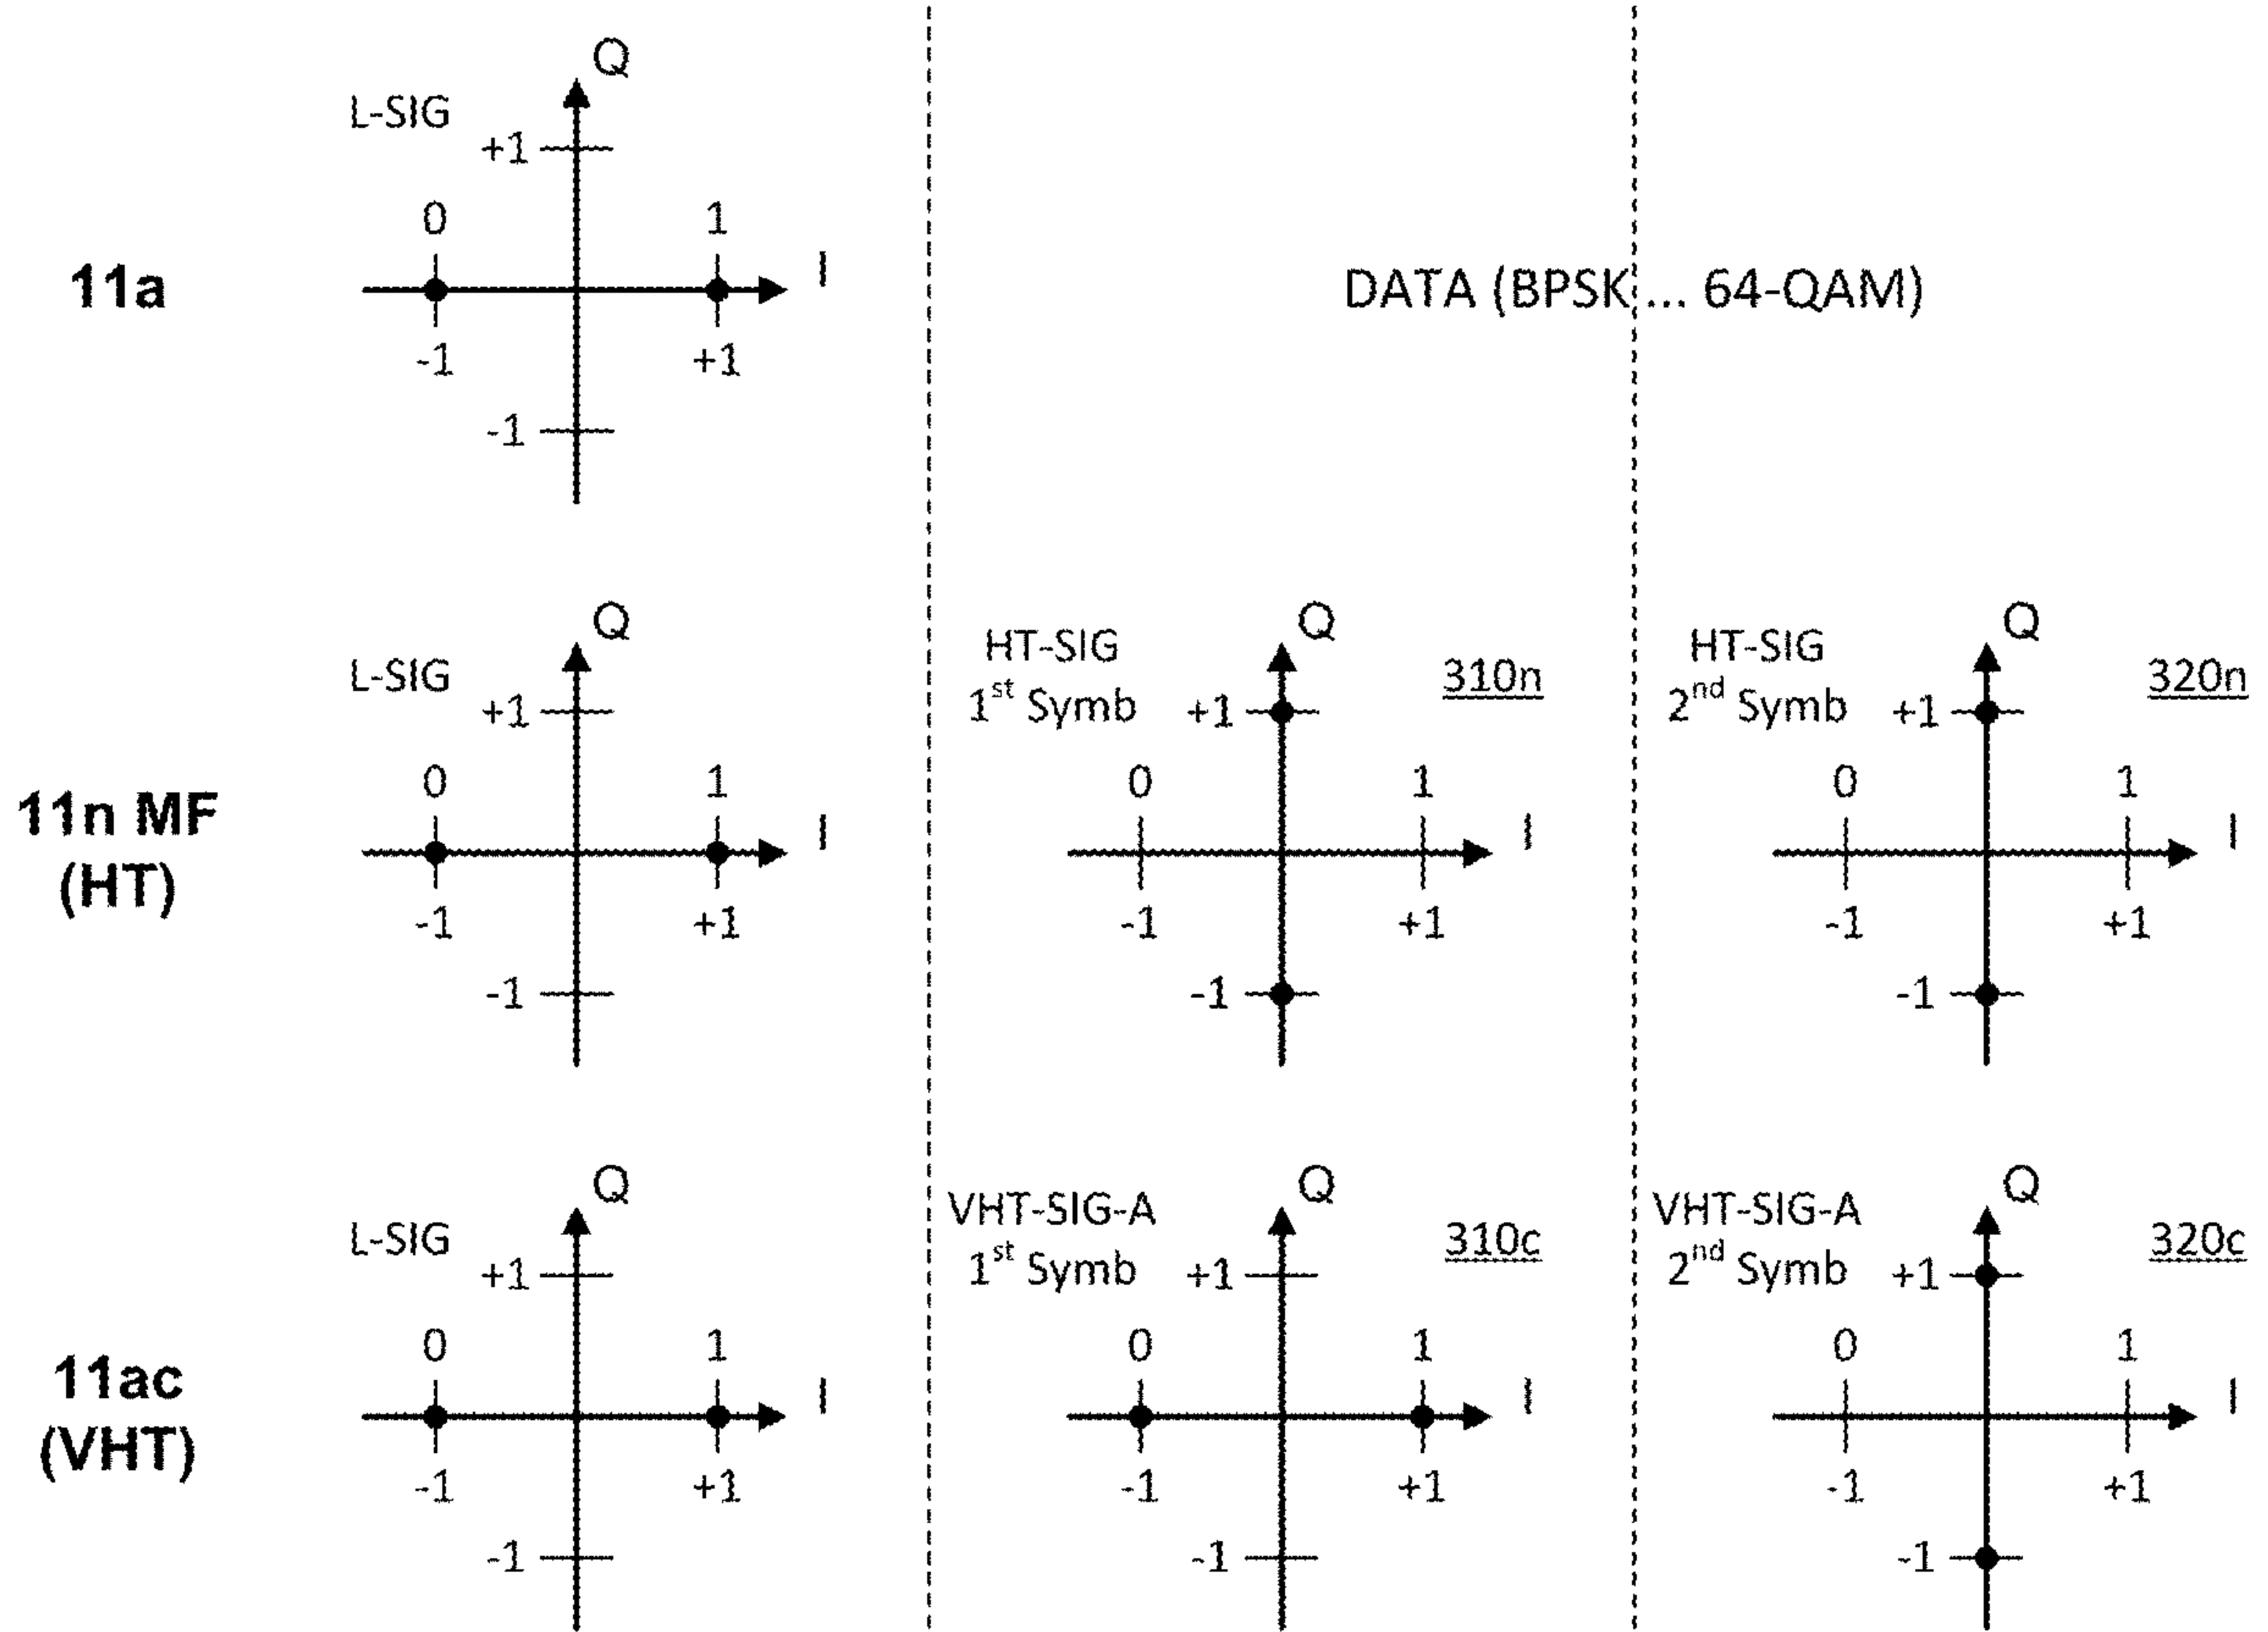 Q
L-SIG
+1
0 1
I
11a
-1 +1
-1
DATA (BPSK ... 64-QAM)
Q
L-SIG
+1
0 1
I
11n MF
(HT)
-1 +1
-1
Q
HT-SIG
1st Symb
310n
+1
0 1
I
-1 +1
-1
Q
HT-SIG
2nd Symb
320n
+1
0 1
I
-1 +1
-1
Q
L-SIG
+1
0 1
I
11ac
(VHT)
-1 +1
-1
Q
VHT-SIG-A
1st Symb
310c
+1
0 1
I
-1 +1
-1
Q
VHT-SIG-A
2nd Symb
320c
+1
0 1
I
-1 +1
-1